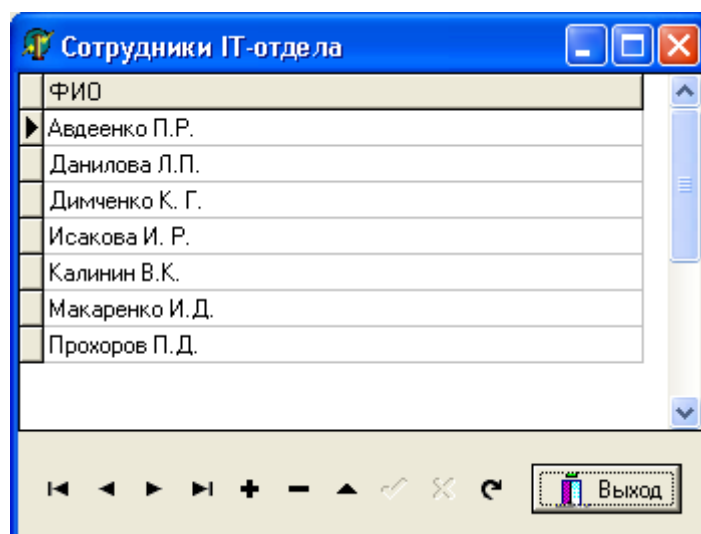 Сотрудники IT-отдела
ФИО
Авдеенко П.Р.
Данилова Л.П.
Димченко К. Г.
Исакова И. Р.
Калинин В.К.
Макаренко И.Д.
Прохоров П.Д.
Выход